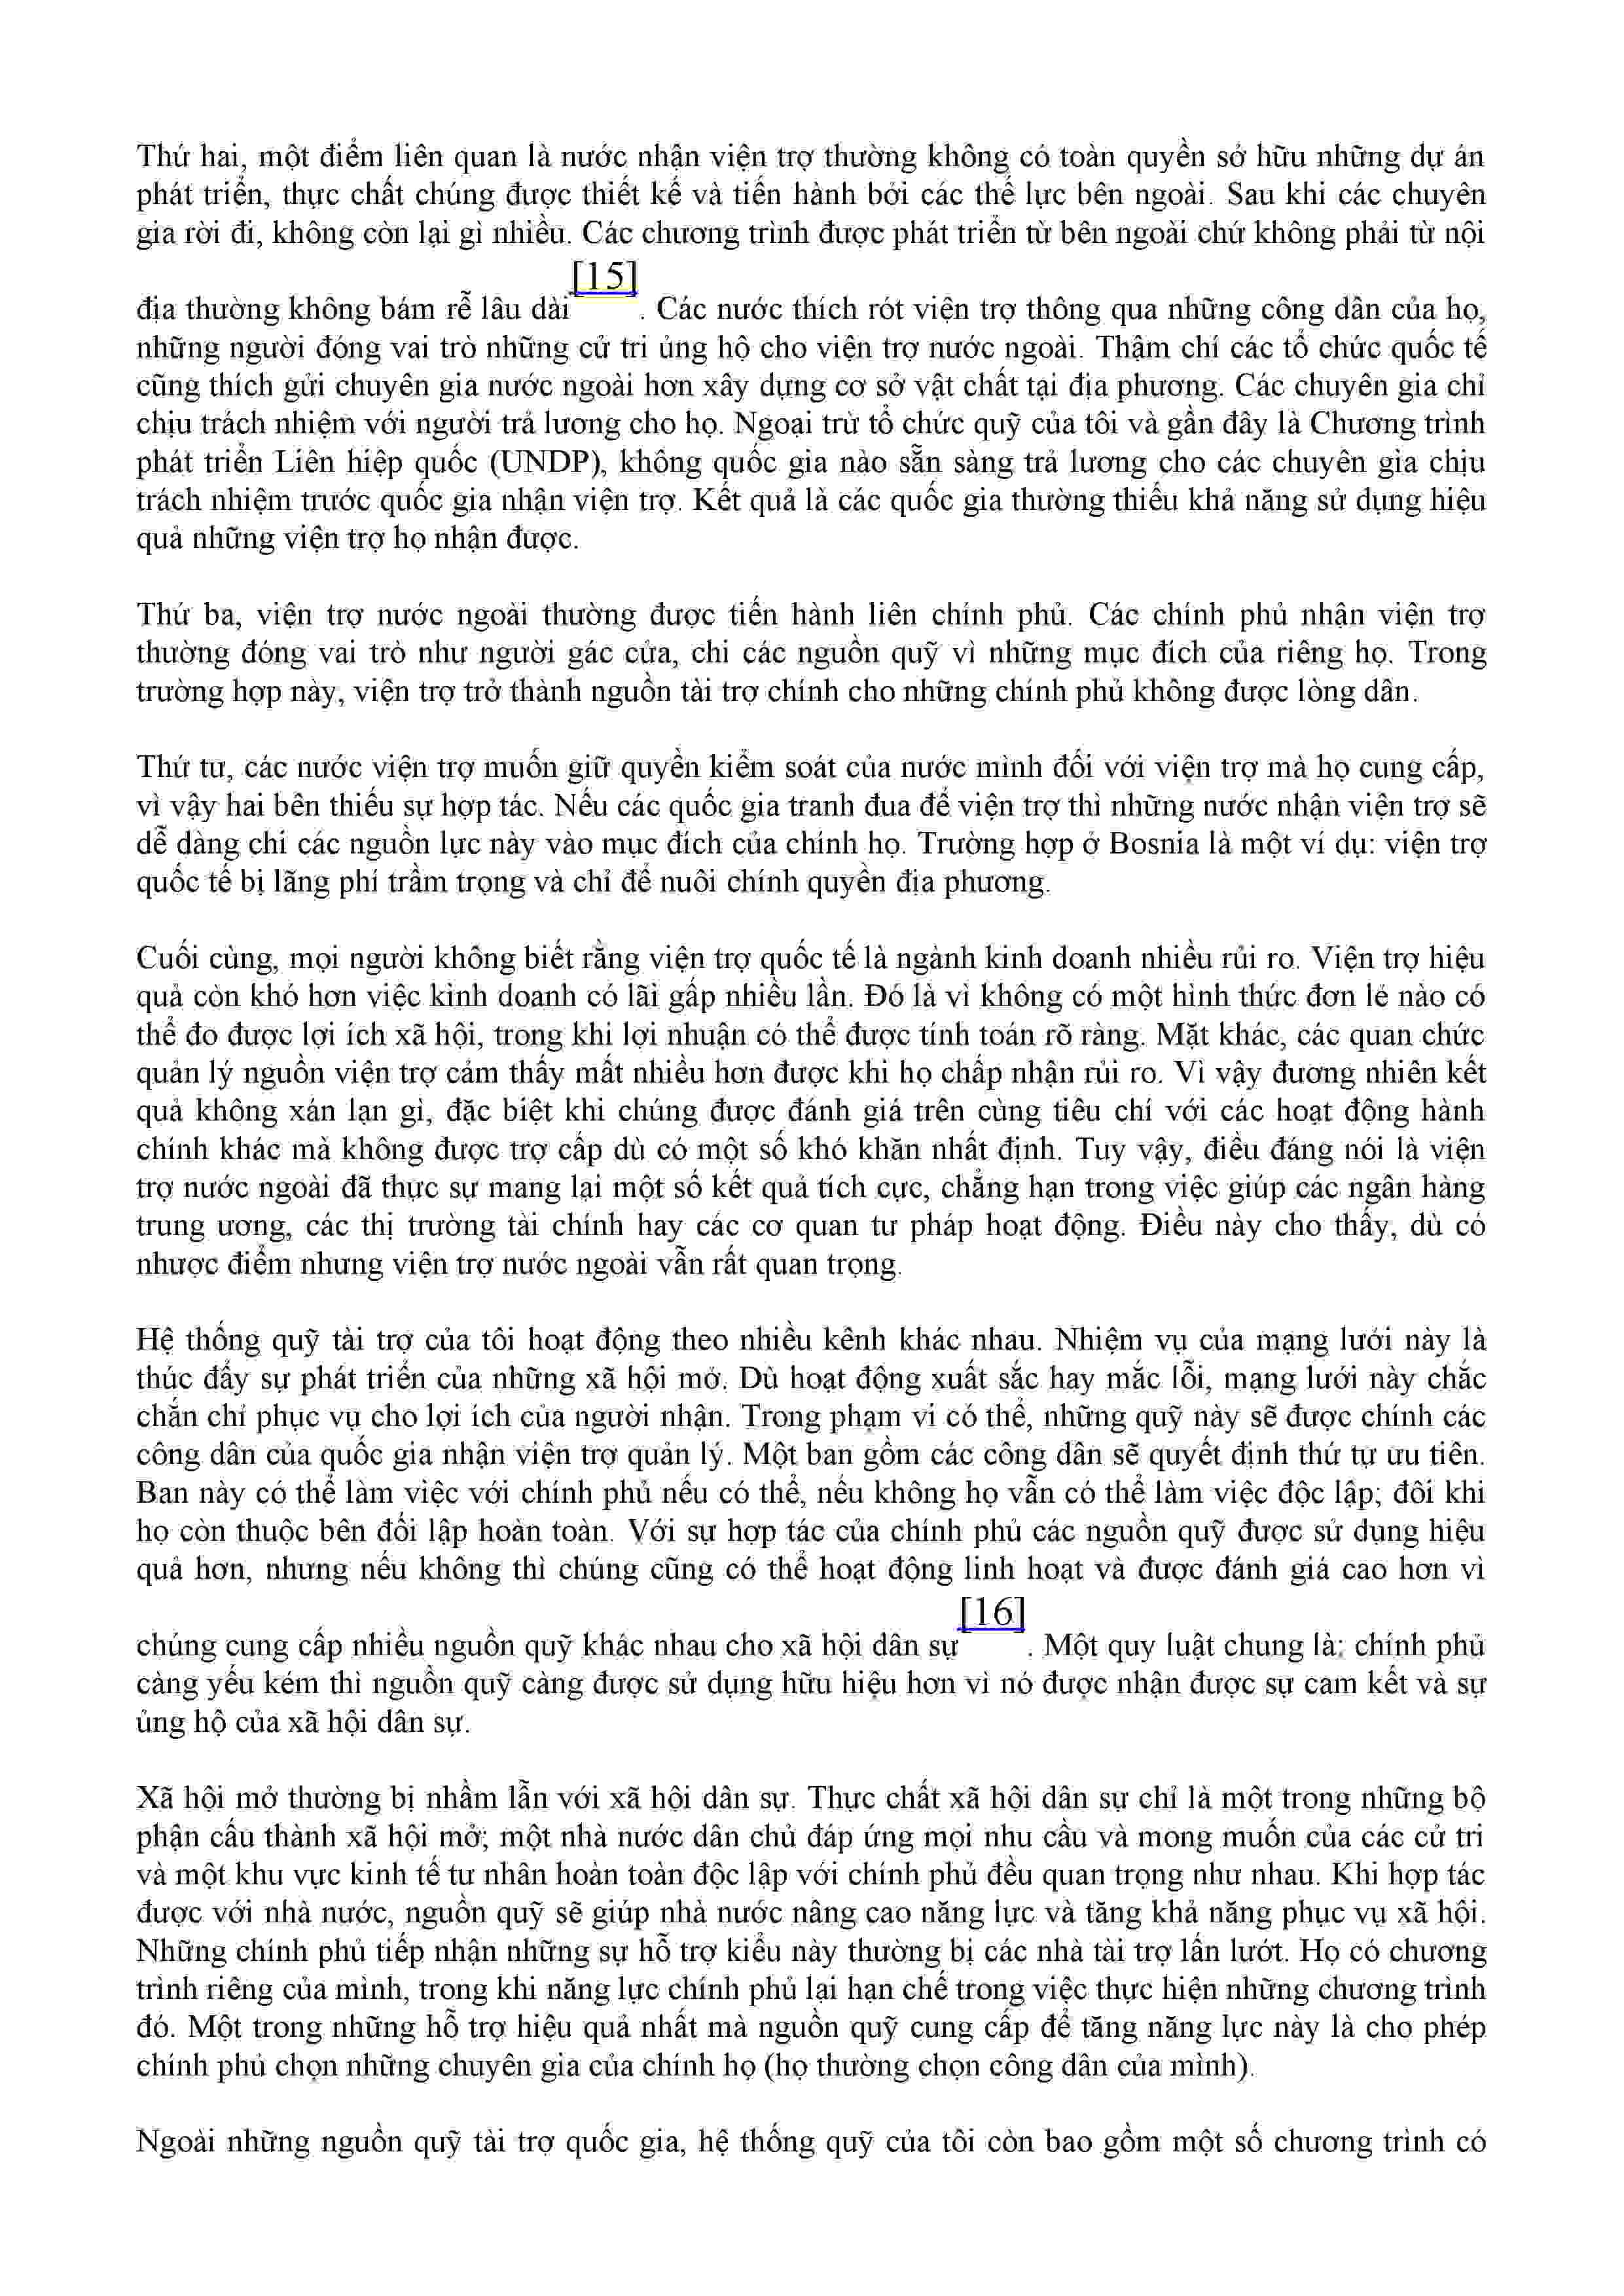 Thứ hai, một điểm liên quan là nước nhận viện trợ thường không có toàn quyền sở hữu những dự án
phát triển, thực chất chúng được thiết kế và tiến hành bởi các thế lực bên ngoài. Sau khi các chuyên
gia rời đi, không còn lại gì nhiều. Các chương trình được phát triển từ bên ngoài chứ không phải từ nội
địa thường không bám rễ lâu dài[15]. Các nước thích rót viện trợ thông qua những công dân của họ,
những người đóng vai trò những cử tri ủng hộ cho viện trợ nước ngoài. Thậm chí các tổ chức quốc tế
cũng thích gửi chuyên gia nước ngoài hơn xây dựng cơ sở vật chất tại địa phương. Các chuyên gia chỉ
chịu trách nhiệm với người trả lương cho họ. Ngoại trừ tổ chức quỹ của tôi và gần đây là Chương trình
phát triển Liên hiệp quốc (UNDP), không quốc gia nào sẵn sàng trả lương cho các chuyên gia chịu
trách nhiệm trước quốc gia nhận viện trợ. Kết quả là các quốc gia thường thiếu khả năng sử dụng hiệu
quả những viện trợ họ nhận được.
Thứ ba, viện trợ nước ngoài thường được tiến hành liên chính phủ. Các chính phủ nhận viện trợ
thường đóng vai trò như người gác cửa, chi các nguồn quỹ vì những mục đích của riêng họ. Trong
trường hợp này, viện trợ trở thành nguồn tài trợ chính cho những chính phủ không được lòng dân.
Thứ tư, các nước viện trợ muốn giữ quyền kiểm soát của nước mình đối với viện trợ mà họ cung cấp,
vì vậy hai bên thiếu sự hợp tác. Nếu các quốc gia tranh đua để viện trợ thì những nước nhận viện trợ sẽ
dễ dàng chi các nguồn lực này vào mục đích của chính họ. Trường hợp ở Bosnia là một ví dụ: viện trợ
quốc tế bị lãng phí trầm trọng và chỉ để nuôi chính quyền địa phương.
Cuối cùng, mọi người không biết rằng viện trợ quốc tế là ngành kinh doanh nhiều rủi ro. Viện trợ hiệu
quả còn khó hơn việc kinh doanh có lãi gấp nhiều lần. Đó là vì không có một hình thức đơn lẻ nào có
thể đo được lợi ích xã hội, trong khi lợi nhuận có thể được tính toán rõ ràng. Mặt khác, các quan chức
quản lý nguồn viện trợ cảm thấy mất nhiều hơn được khi họ chấp nhận rủi ro. Vì vậy đương nhiên kết
quả không xán lạn gì, đặc biệt khi chúng được đánh giá trên cùng tiêu chí với các hoạt động hành
chính khác mà không được trợ cấp dù có một số khó khăn nhất định. Tuy vậy, điều đáng nói là viện
trợ nước ngoài đã thực sự mang lại một số kết quả tích cực, chẳng hạn trong việc giúp các ngân hàng
trung ương, các thị trường tài chính hay các cơ quan tư pháp hoạt động. Điều này cho thấy, dù có
nhược điểm nhưng viện trợ nước ngoài vẫn rất quan trọng.
Hệ thống quỹ tài trợ của tôi hoạt động theo nhiều kênh khác nhau. Nhiệm vụ của mạng lưới này là
thúc đẩy sự phát triển của những xã hội mở. Dù hoạt động xuất sắc hay mắc lỗi, mạng lưới này chắc
chắn chỉ phục vụ cho lợi ích của người nhận. Trong phạm vi có thể, những quỹ này sẽ được chính các
công dân của quốc gia nhận viện trợ quản lý. Một ban gồm các công dân sẽ quyết định thứ tự ưu tiên.
Ban này có thể làm việc với chính phủ nếu có thể, nếu không họ vẫn có thể làm việc độc lập; đôi khi
họ còn thuộc bên đối lập hoàn toàn. Với sự hợp tác của chính phủ các nguồn quỹ được sử dụng hiệu
quả hơn, nhưng nếu không thì chúng cũng có thể hoạt động linh hoạt và được đánh giá cao hơn vì
chúng cung cấp nhiều nguồn quỹ khác nhau cho xã hội dân sự[16]. Một quy luật chung là: chính phủ
càng yếu kém thì nguồn quỹ càng được sử dụng hữu hiệu hơn vì nó được nhận được sự cam kết và sự
ủng hộ của xã hội dân sự.
Xã hội mở thường bị nhầm lẫn với xã hội dân sự. Thực chất xã hội dân sự chỉ là một trong những bộ
phận cấu thành xã hội mở; một nhà nước dân chủ đáp ứng mọi nhu cầu và mong muốn của các cử tri
và một khu vực kinh tế tư nhân hoàn toàn độc lập với chính phủ đều quan trọng như nhau. Khi hợp tác
được với nhà nước, nguồn quỹ sẽ giúp nhà nước nâng cao năng lực và tăng khả năng phục vụ xã hội.
Những chính phủ tiếp nhận những sự hỗ trợ kiểu này thường bị các nhà tài trợ lấn lướt. Họ có chương
trình riêng của mình, trong khi năng lực chính phủ lại hạn chế trong việc thực hiện những chương trình
đó. Một trong những hỗ trợ hiệu quả nhất mà nguồn quỹ cung cấp để tăng năng lực này là cho phép
chính phủ chọn những chuyên gia của chính họ (họ thường chọn công dân của mình).
Ngoài những nguồn quỹ tài trợ quốc gia, hệ thống quỹ của tôi còn bao gồm một số chương trình có